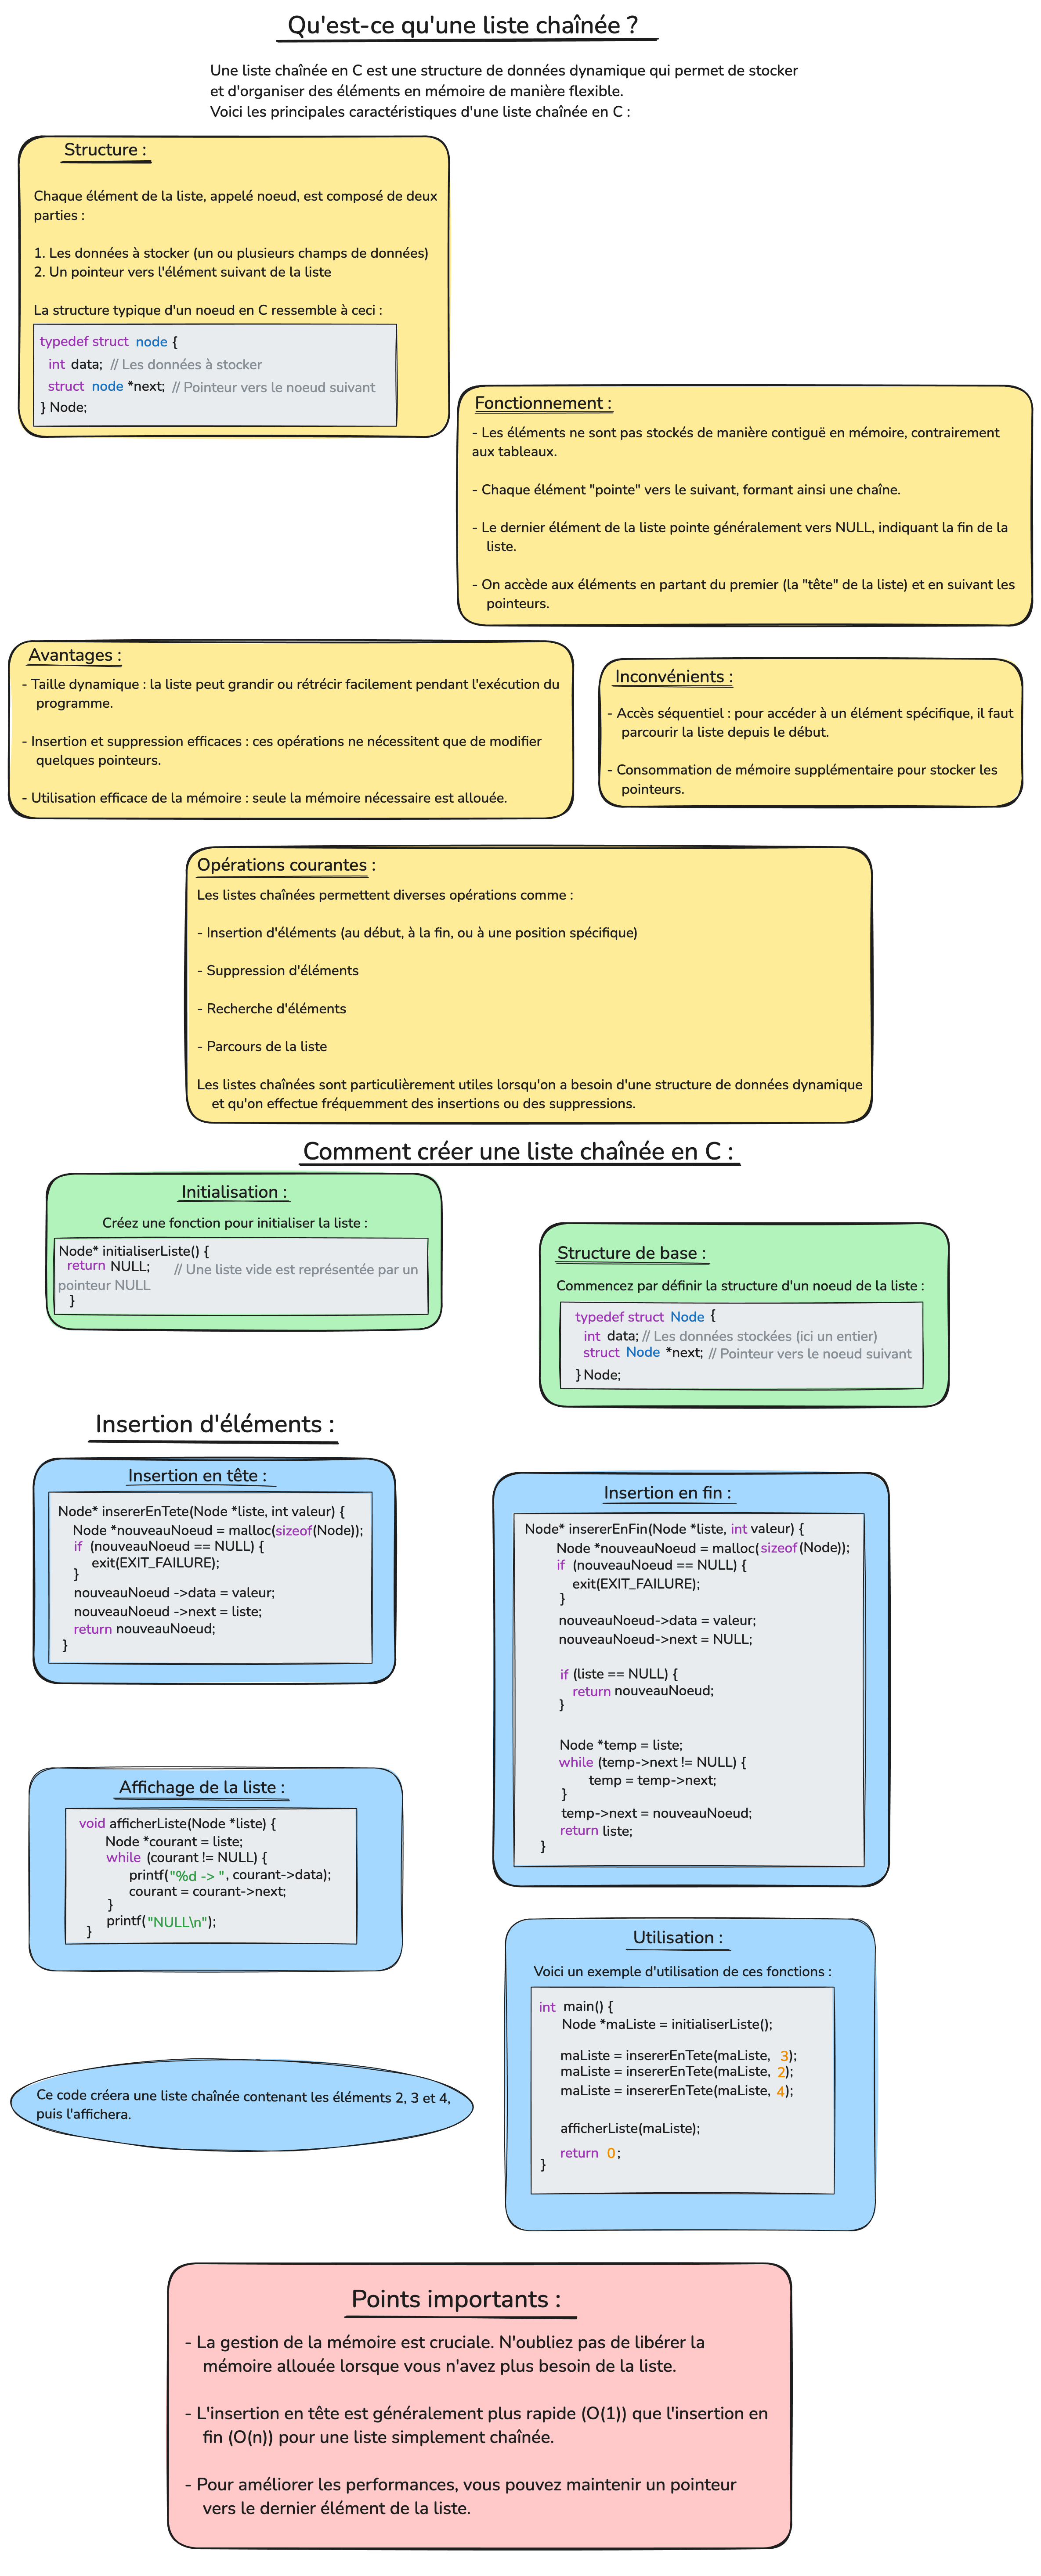 Qu'est-ce qu'une liste chaînée ?
Une liste chaînée en C est une structure de données dynamique qui permet de stocker
et d'organiser des éléments en mémoire de manière flexible.
Voici les principales caractéristiques d'une liste chaînée en C :
Structure :
Chaque élément de la liste, appelé noeud, est composé de deux
parties :
1. Les données à stocker (un ou plusieurs champs de données)
2. Un pointeur vers l'élément suivant de la liste
La structure typique d'un noeud en C ressemble à ceci :
typedef struct node {
int data; // Les données à stocker
struct node *next; // Pointeur vers le noeud suivant
} Node;
Fonctionnement :
- Les éléments ne sont pas stockés de manière contiguë en mémoire, contrairement
aux tableaux.
- Chaque élément "pointe" vers le suivant, formant ainsi une chaîne.
- Le dernier élément de la liste pointe généralement vers NULL, indiquant la fin de la
liste.
- On accède aux éléments en partant du premier (la "tête" de la liste) et en suivant les
pointeurs.
Avantages :
- Taille dynamique : la liste peut grandir ou rétrécir facilement pendant l'exécution du
programme.
- Insertion et suppression efficaces : ces opérations ne nécessitent que de modifier
quelques pointeurs.
- Utilisation efficace de la mémoire : seule la mémoire nécessaire est allouée.
Inconvénients :
- Accès séquentiel : pour accéder à un élément spécifique, il faut
parcourir la liste depuis le début.
- Consommation de mémoire supplémentaire pour stocker les
pointeurs.
Opérations courantes :
Les listes chaînées permettent diverses opérations comme :
- Insertion d'éléments (au début, à la fin, ou à une position spécifique)
- Suppression d'éléments
- Recherche d'éléments
- Parcours de la liste
Les listes chaînées sont particulièrement utiles lorsqu'on a besoin d'une structure de données dynamique
et qu'on effectue fréquemment des insertions ou des suppressions.
Comment créer une liste chaînée en C :
Initialisation :
Créez une fonction pour initialiser la liste :
Node* initialiserListe() {
return NULL; // Une liste vide est représentée par un
pointeur NULL
}
Structure de base :
Commencez par définir la structure d'un noeud de la liste :
typedef struct Node {
int data; // Les données stockées (ici un entier)
struct Node *next; // Pointeur vers le noeud suivant
} Node;
Insertion d'éléments :
Insertion en tête :
Node* insererEnTete(Node *liste, int valeur) {
Node *nouveauNoeud = malloc(sizeof(Node));
if (nouveauNoeud == NULL) {
exit(EXIT_FAILURE);
}
nouveauNoeud ->data = valeur;
nouveauNoeud ->next = liste;
return nouveauNoeud;
}
Insertion en fin :
Node* insererEnFin(Node *liste, int valeur) {
Node *nouveauNoeud = malloc(sizeof(Node));
if (nouveauNoeud == NULL) {
exit(EXIT_FAILURE);
}
nouveauNoeud->data = valeur;
nouveauNoeud->next = NULL;
if (liste == NULL) {
return nouveauNoeud;
}
Node *temp = liste;
while (temp->next != NULL) {
temp = temp->next;
}
temp->next = nouveauNoeud;
return liste;
}
Affichage de la liste :
void afficherListe(Node *liste) {
Node *courant = liste;
while (courant != NULL) {
printf("%d -> ", courant->data);
courant = courant->next;
}
printf("NULL\n");
}
Utilisation :
Voici un exemple d'utilisation de ces fonctions :
int main() {
Node *maListe = initialiserListe();
maListe = insererEnTete(maListe, 3);
maListe = insererEnTete(maListe, 2);
maListe = insererEnTete(maListe, 4);
afficherListe(maListe);
return 0;
}
Ce code créera une liste chaînée contenant les éléments 2, 3 et 4,
puis l'affichera.
Points importants :
- La gestion de la mémoire est cruciale. N'oubliez pas de libérer la
mémoire allouée lorsque vous n'avez plus besoin de la liste.
- L'insertion en tête est généralement plus rapide (O(1)) que l'insertion en
fin (O(n)) pour une liste simplement chaînée.
- Pour améliorer les performances, vous pouvez maintenir un pointeur
vers le dernier élément de la liste.